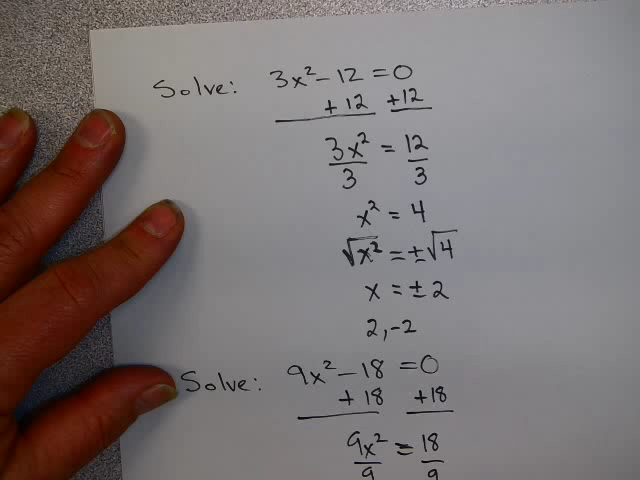 Solve: 3x² - 12 = 0
+ 12 +12
3x²/3 = 12/3
x² = 4
√x² = ±√4
x = ± 2
2, -2
Solve: 9x² - 18 = 0
+ 18 +18
9x²/9 = 18/9